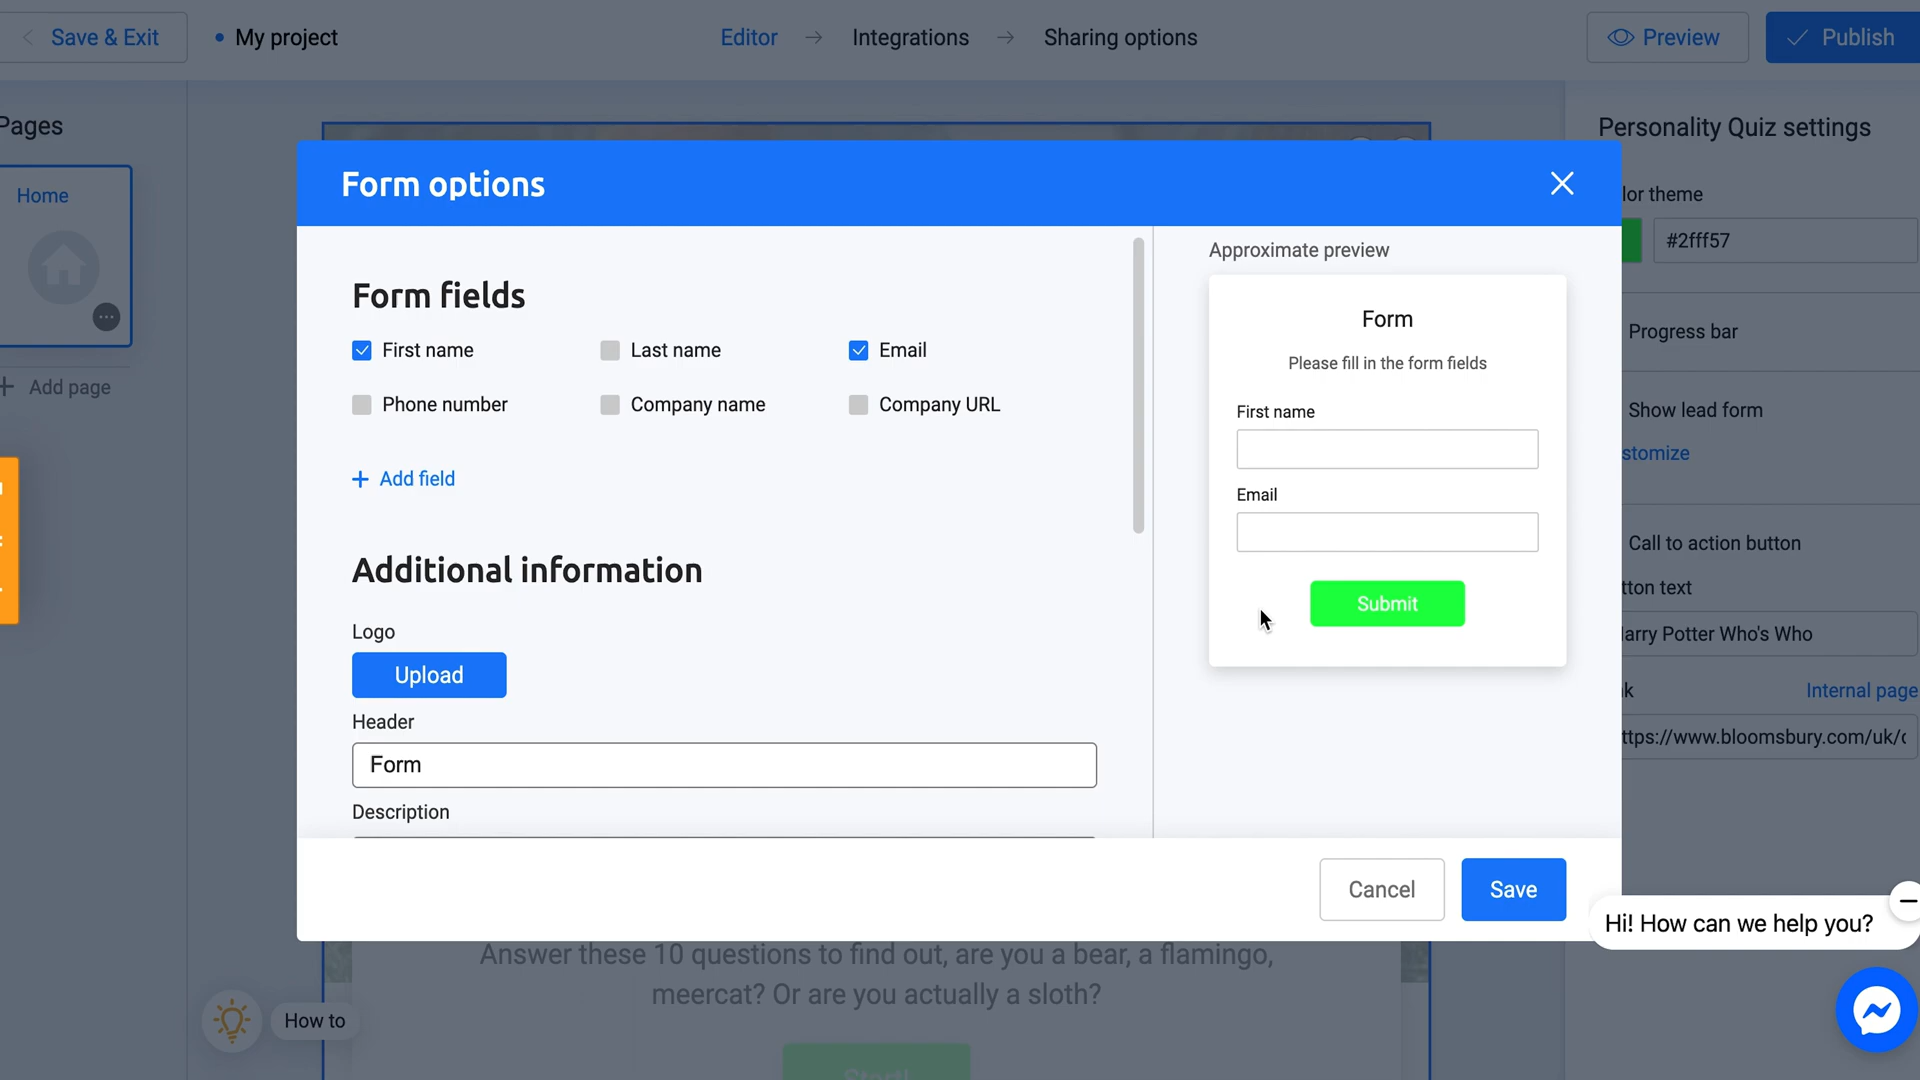 Save & Exit
My project
Editor
Integrations
Sharing options
Preview
Publish
Pages
Home
Add page
Form options
Form fields
First name
Last name
Email
Phone number
Company name
Company URL
Add field
Additional information
Logo
Upload
Header
Form
Description
Approximate preview
Form
Please fill in the form fields
First name
Email
Submit
Cancel
Save
Personality Quiz settings
lor theme
#2fff57
Progress bar
Show lead form
stomize
Call to action button
tton text
larry Potter Who's Who
k
Internal page
ttps://www.bloomsbury.com/uk/c
Hi! How can we help you?
Answer these 10 questions to find out, are you a bear, a flamingo,
meercat? Or are you actually a sloth?
How to
Start!